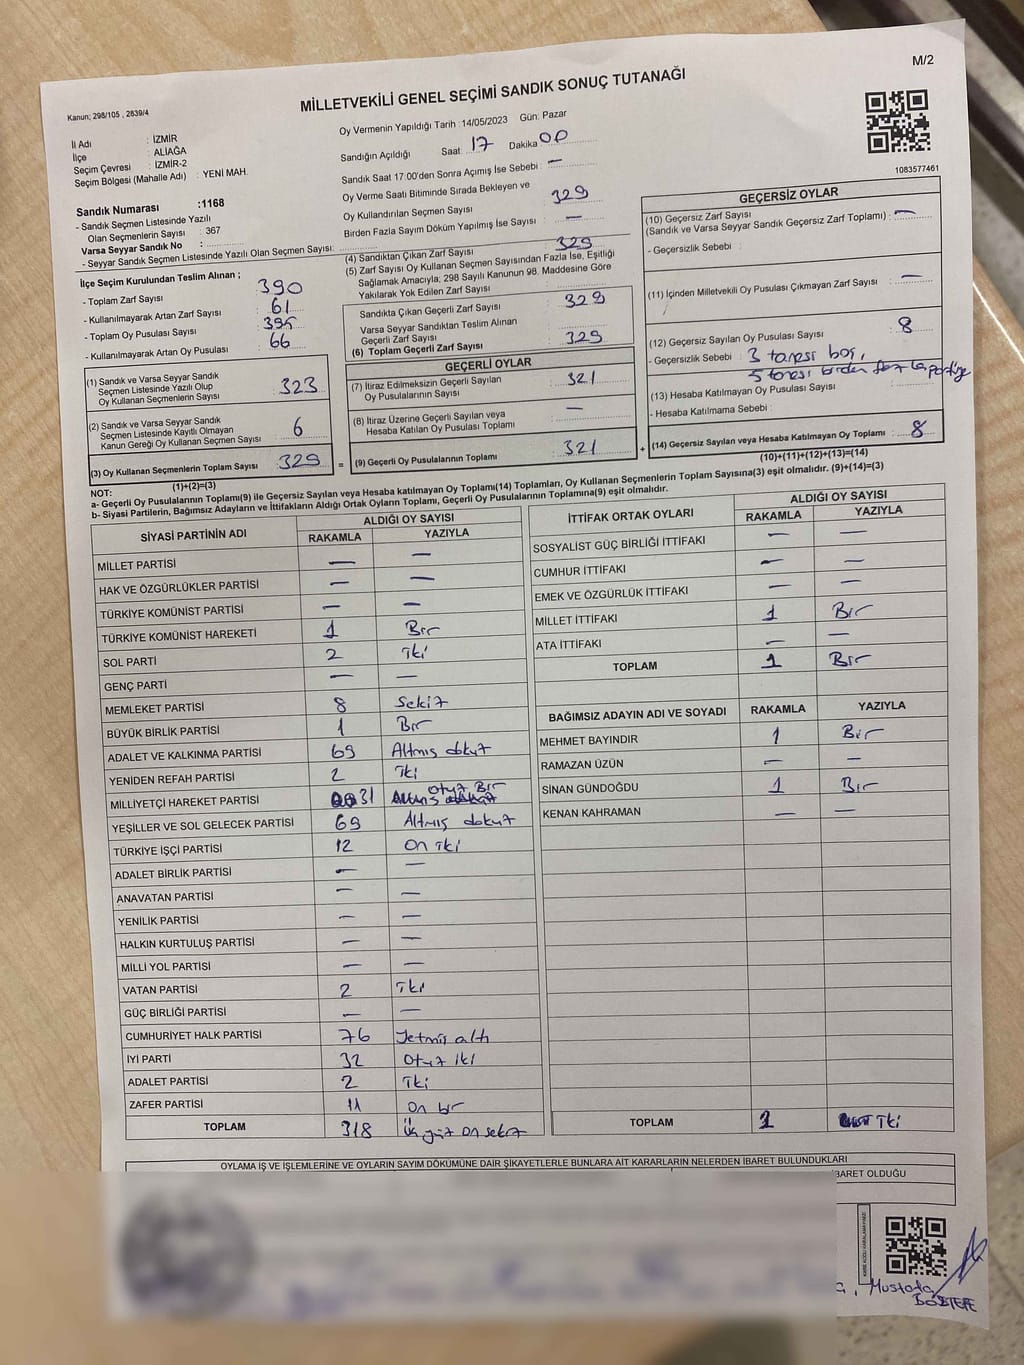 M/2
MİLLETVEKİLİ GENEL SEÇİMİ SANDIK SONUÇ TUTANAĞI
Kanun; 298/105 , 2839/4
İl Adı : İZMİR
İlçe : ALİAĞA
Seçim Çevresi : İZMİR-2
Seçim Bölgesi (Mahalle Adı) : YENİ MAH.
Sandık Numarası :1168
- Sandık Seçmen Listesinde Yazılı
Olan Seçmenlerin Sayısı : 367
Varsa Seyyar Sandık No :
- Seyyar Sandık Seçmen Listesinde Yazılı Olan Seçmen Sayısı:
Oy Vermenin Yapıldığı Tarih : 14/05/2023 Gün: Pazar
Sandığın Açıldığı Saat: 17 Dakika 00
Sandık Saat 17:00'den Sonra Açımış İse Sebebi : —
Oy Verme Saati Bitiminde Sırada Bekleyen ve
Oy Kullandırılan Seçmen Sayısı : 329
Birden Fazla Sayım Döküm Yapılmış İse Sayısı : —
1083577461
İlçe Seçim Kurulundan Teslim Alınan ;
- Toplam Zarf Sayısı : 390
- Kullanılmayarak Artan Zarf Sayısı : 61
- Toplam Oy Pusulası Sayısı : 395
- Kullanılmayarak Artan Oy Pusulası : 66
(4) Sandıktan Çıkan Zarf Sayısı : 329
(5) Zarf Sayısı Oy Kullanan Seçmen Sayısından Fazla İse, Eşitliği
Sağlamak Amacıyla; 298 Sayılı Kanunun 98. Maddesine Göre
Yakılarak Yok Edilen Zarf Sayısı :
Sandıkta Çıkan Geçerli Zarf Sayısı : 329
Varsa Seyyar Sandıktan Teslim Alınan
Geçerli Zarf Sayısı :
(6) Toplam Geçerli Zarf Sayısı : 329
(1) Sandık ve Varsa Seyyar Sandık
Seçmen Listesinde Yazılı Olup
Oy Kullanan Seçmenlerin Sayısı : 323
(2) Sandık ve Varsa Seyyar Sandık
Seçmen Listesinde Kayıtlı Olmayan
Kanun Gereği Oy Kullanan Seçmen Sayısı : 6
(3) Oy Kullanan Seçmenlerin Toplam Sayısı : 329
(1)+(2)=(3)
GEÇERLİ OYLAR
(7) İtiraz Edilmeksizin Geçerli Sayılan
Oy Pusulalarının Sayısı : 321
(8) İtiraz Üzerine Geçerli Sayılan veya
Hesaba Katılan Oy Pusulası Toplamı : —
= (9) Geçerli Oy Pusulalarının Toplamı : 321
GEÇERSİZ OYLAR
(10) Geçersiz Zarf Sayısı
(Sandık ve Varsa Seyyar Sandık Geçersiz Zarf Toplamı) : —
- Geçersizlik Sebebi :
(11) İçinden Milletvekili Oy Pusulası Çıkmayan Zarf Sayısı : —
(12) Geçersiz Sayılan Oy Pusulası Sayısı : 8
- Geçersizlik Sebebi : 3 tanesi boş,
5 tanesi birden fazla partiye
(13) Hesaba Katılmayan Oy Pusulası Sayısı :
- Hesaba Katılmama Sebebi :
+ (14) Geçersiz Sayılan veya Hesaba Katılmayan Oy Toplamı : 8
(10)+(11)+(12)+(13)=(14)
NOT:
a- Geçerli Oy Pusulalarının Toplamı(9) ile Geçersiz Sayılan veya Hesaba katılmayan Oy Toplamı(14) Toplamları, Oy Kullanan Seçmenlerin Toplam Sayısına(3) eşit olmalıdır. (9)+(14)=(3)
b- Siyasi Partilerin, Bağımsız Adayların ve İttifakların Aldığı Ortak Oyların Toplamı, Geçerli Oy Pusulalarının Toplamına(9) eşit olmalıdır.
SİYASİ PARTİNİN ADI ALDIĞI OY SAYISI
RAKAMLA YAZIYLA
MİLLET PARTİSİ — —
HAK VE ÖZGÜRLÜKLER PARTİSİ — —
TÜRKİYE KOMÜNİST PARTİSİ — —
TÜRKİYE KOMÜNİST HAREKETİ 1 Bir
SOL PARTİ 2 iki
GENÇ PARTİ — —
MEMLEKET PARTİSİ 8 Sekiz
BÜYÜK BİRLİK PARTİSİ 1 Bir
ADALET VE KALKINMA PARTİSİ 69 Altmış dokuz
YENİDEN REFAH PARTİSİ 2 iki
MİLLİYETÇİ HAREKET PARTİSİ 31 otuz Bir
YEŞİLLER VE SOL GELECEK PARTİSİ 69 Altmış dokuz
TÜRKİYE İŞÇİ PARTİSİ 12 on iki
ADALET BİRLİK PARTİSİ — —
ANAVATAN PARTİSİ — —
YENİLİK PARTİSİ — —
HALKIN KURTULUŞ PARTİSİ — —
MİLLİ YOL PARTİSİ — —
VATAN PARTİSİ 2 iki
GÜÇ BİRLİĞİ PARTİSİ — —
CUMHURİYET HALK PARTİSİ 76 Yetmiş altı
İYİ PARTİ 32 otuz iki
ADALET PARTİSİ 2 iki
ZAFER PARTİSİ 11 on bir
TOPLAM 318 üç yüz on sekiz
İTTİFAK ORTAK OYLARI ALDIĞI OY SAYISI
RAKAMLA YAZIYLA
SOSYALİST GÜÇ BİRLİĞİ İTTİFAKI — —
CUMHUR İTTİFAKI — —
EMEK VE ÖZGÜRLÜK İTTİFAKI — —
MİLLET İTTİFAKI 1 Bir
ATA İTTİFAKI — —
TOPLAM 1 Bir
BAĞIMSIZ ADAYIN ADI VE SOYADI RAKAMLA YAZIYLA
MEHMET BAYINDIR 1 Bir
RAMAZAN ÜZÜN — —
SİNAN GÜNDOĞDU 1 Bir
KENAN KAHRAMAN — —
TOPLAM iki
OYLAMA İŞ VE İŞLEMLERİNE VE OYLARIN SAYIM DÖKÜMÜNE DAİR ŞİKAYETLERLE BUNLARA AİT KARARLARIN NELERDEN İBARET BULUNDUKLARI
BARET OLDUĞU
Mustafa
BOZTEPE